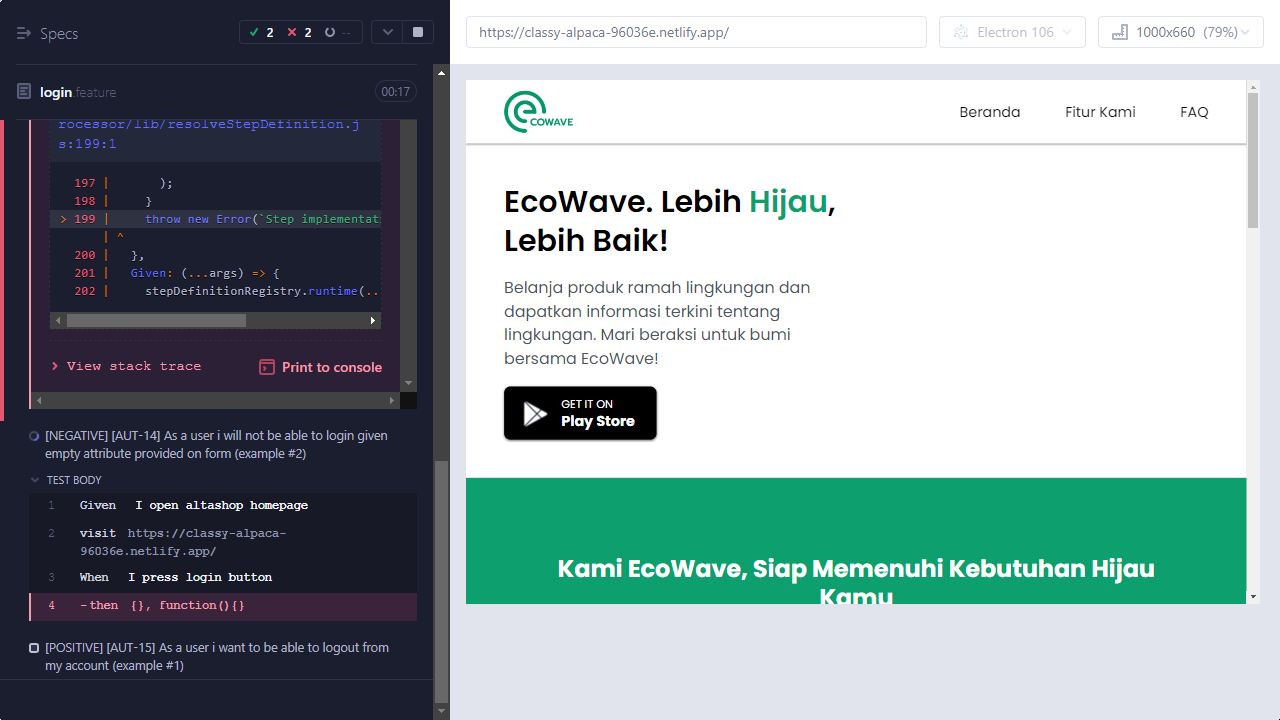 Specs
2
2
--
login.feature
00:17
rocessor/lib/resolveStepDefinition.j
s:199:1
197 | );
198 | }
> 199 | throw new Error(`Step implementati
| ^
200 | },
201 | Given: (...args) => {
202 | stepDefinitionRegistry.runtime(..
View stack trace
Print to console
[NEGATIVE] [AUT-14] As a user i will not be able to login given
empty attribute provided on form (example #2)
TEST BODY
1 Given I open altashop homepage
2 visit https://classy-alpaca-
96036e.netlify.app/
3 When I press login button
4 -then {}, function(){}
[POSITIVE] [AUT-15] As a user i want to be able to logout from
my account (example #1)
https://classy-alpaca-96036e.netlify.app/
Electron 106
1000x660 (79%)
eCOWAVE
Beranda
Fitur Kami
FAQ
EcoWave. Lebih Hijau,
Lebih Baik!
Belanja produk ramah lingkungan dan
dapatkan informasi terkini tentang
lingkungan. Mari beraksi untuk bumi
bersama EcoWave!
GET IT ON
Play Store
Kami EcoWave, Siap Memenuhi Kebutuhan Hijau
Kamu